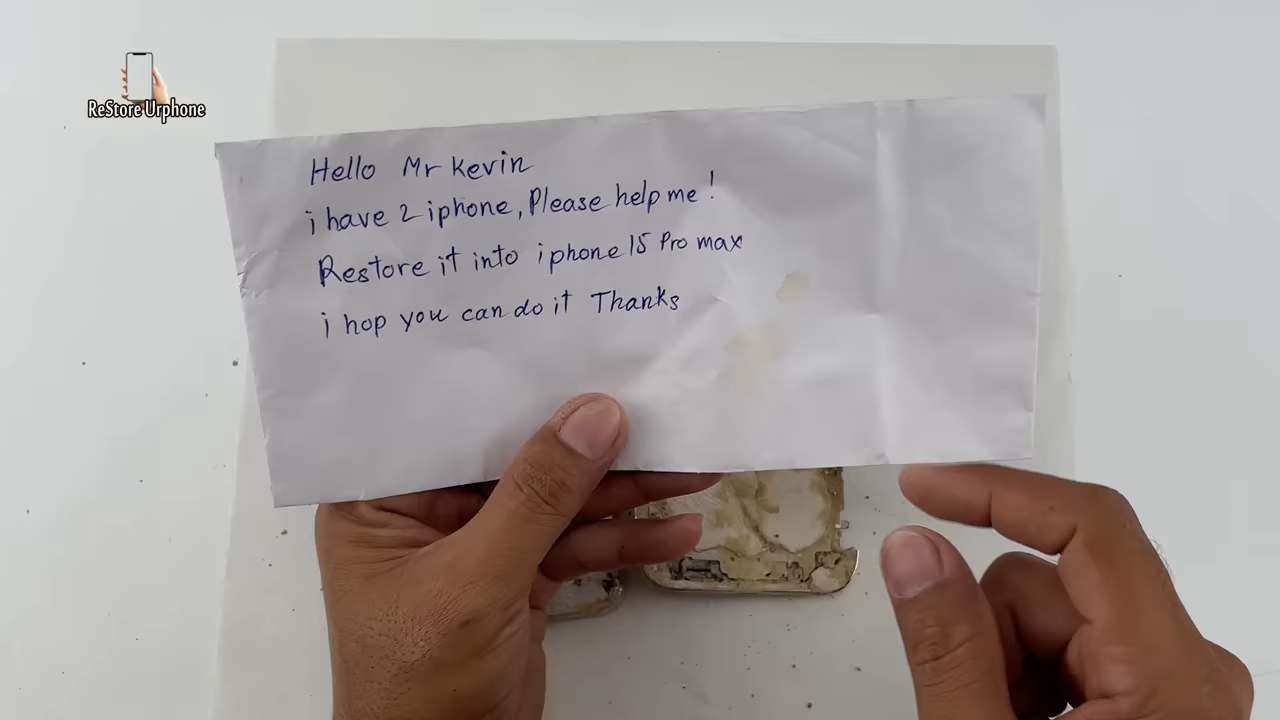 ReStore Urphone
Hello Mr Kevin
i have 2 iphone, Please help me!
Restore it into iphone 15 Pro max
i hop you can do it Thanks